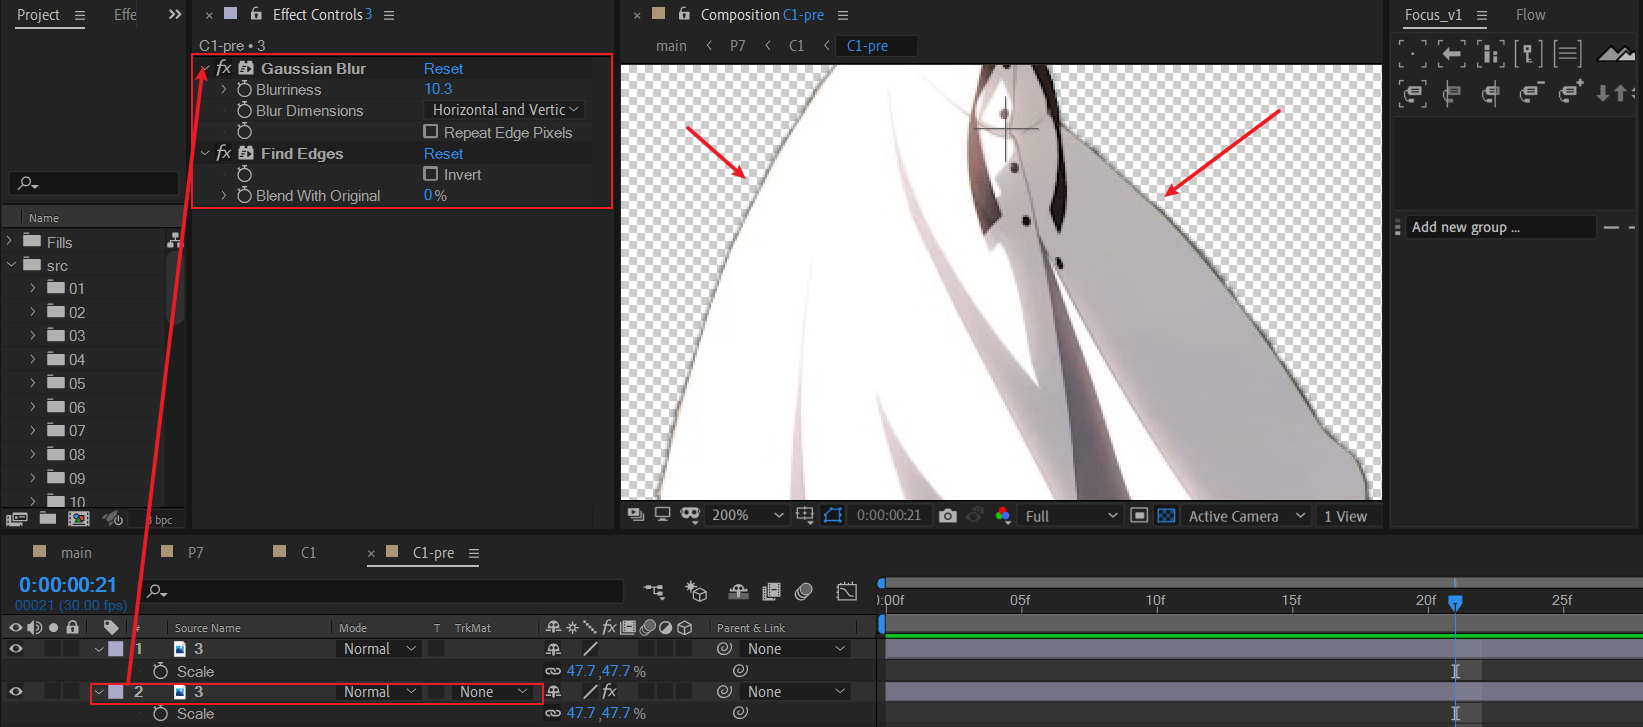 Project
Effe
Effect Controls 3
Composition C1-pre
Focus_v1
Flow
C1-pre • 3
main
P7
C1
C1-pre
fx Gaussian Blur Reset
Blurriness 10.3
Blur Dimensions Horizontal and Vertic
Repeat Edge Pixels
fx Find Edges Reset
Invert
Blend With Original 0 %
Name
Fills
src
01
02
03
04
05
06
07
08
09
10
Add new group ...
bpc
200%
0:00:00:21
Full
Active Camera
1 View
main
P7
C1
C1-pre
0:00:00:21
00021 (30.00 fps)
:00f
05f
10f
15f
20f
25f
# Source Name Mode T TrkMat fx Parent & Link
1 3 Normal None
Scale 47.7,47.7 %
2 3 Normal None fx None
Scale 47.7,47.7 %